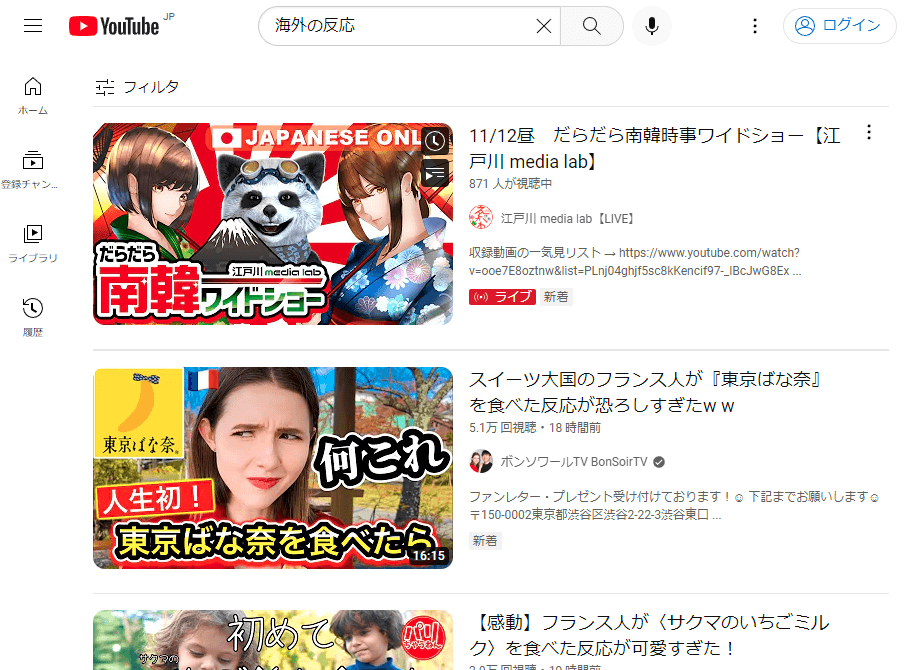 YouTube JP
海外の反応
ログイン
フィルタ
ホーム
登録チャン...
ライブラリ
履歴
JAPANESE ONL
だらだら
江戸川 media lab
南韓ワイドショー
11/12昼　だらだら南韓時事ワイドショー【江
戸川 media lab】
871 人が視聴中
江戸川 media lab【LIVE】
収録動画の一気見リスト → https://www.youtube.com/watch?
v=ooe7E8oztnw&list=PLnj04ghjf5sc8kKencif97-_IBcJwG8Ex ...
ライブ 新着
東京ばな奈
何これ
人生初！
東京ばな奈を食べたら
16:15
スイーツ大国のフランス人が『東京ばな奈』
を食べた反応が恐ろしすぎたw w
5.1万 回視聴・18 時間前
ボンソワールTV BonSoirTV
ファンレター・プレゼント受け付けております！☺ 下記までお願いします☺
〒150-0002東京都渋谷区渋谷2-22-3渋谷東口 ...
新着
初めて
サクマの
パリ
【感動】フランス人が〈サクマのいちごミル
ク〉を食べた反応が可愛すぎた！